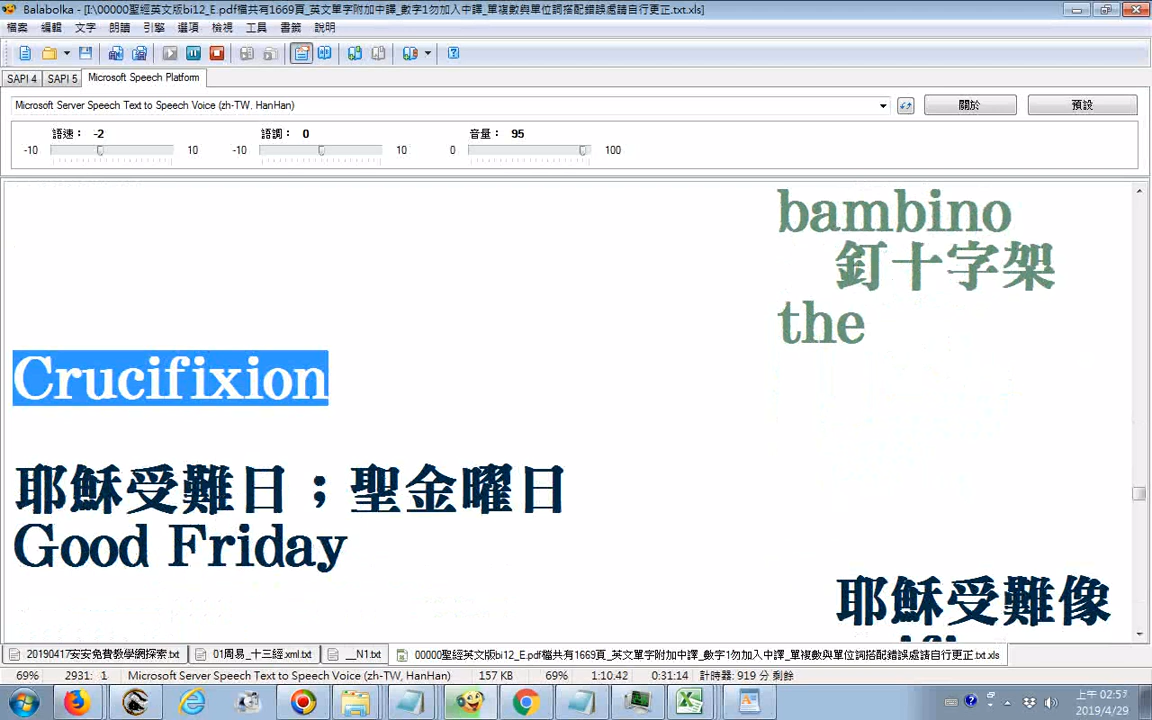 Balabolka - [I:\00000聖經英文版bi12_E.pdf檔共有1669頁_英文單字附加中譯_數字1勿加入中譯_單複數與單位詞搭配錯誤處請自行更正.txt.xls]
檔案 編輯 文字 朗讀 引擎 選項 檢視 工具 書籤 說明
SAPI 4 SAPI 5 Microsoft Speech Platform
Microsoft Server Speech Text to Speech Voice (zh-TW, HanHan) 關於 預設
語速： -2 語調： 0 音量： 95
-10 10 -10 10 0 100
bambino
釘十字架
the
Crucifixion
耶穌受難日；聖金曜日
Good Friday
耶穌受難像
20190417安安免費教學網探索.txt 01周易_十三經.xml.txt __N1.txt 00000聖經英文版bi12_E.pdf檔共有1669頁_英文單字附加中譯_數字1勿加入中譯_單複數與單位詞搭配錯誤處請自行更正.txt.xls
69% 2931: 1 Microsoft Server Speech Text to Speech Voice (zh-TW, HanHan) 157 KB 69% 1:10.42 0:31:14 計時器: 919 分 剩餘
上午 02:57
2019/4/29